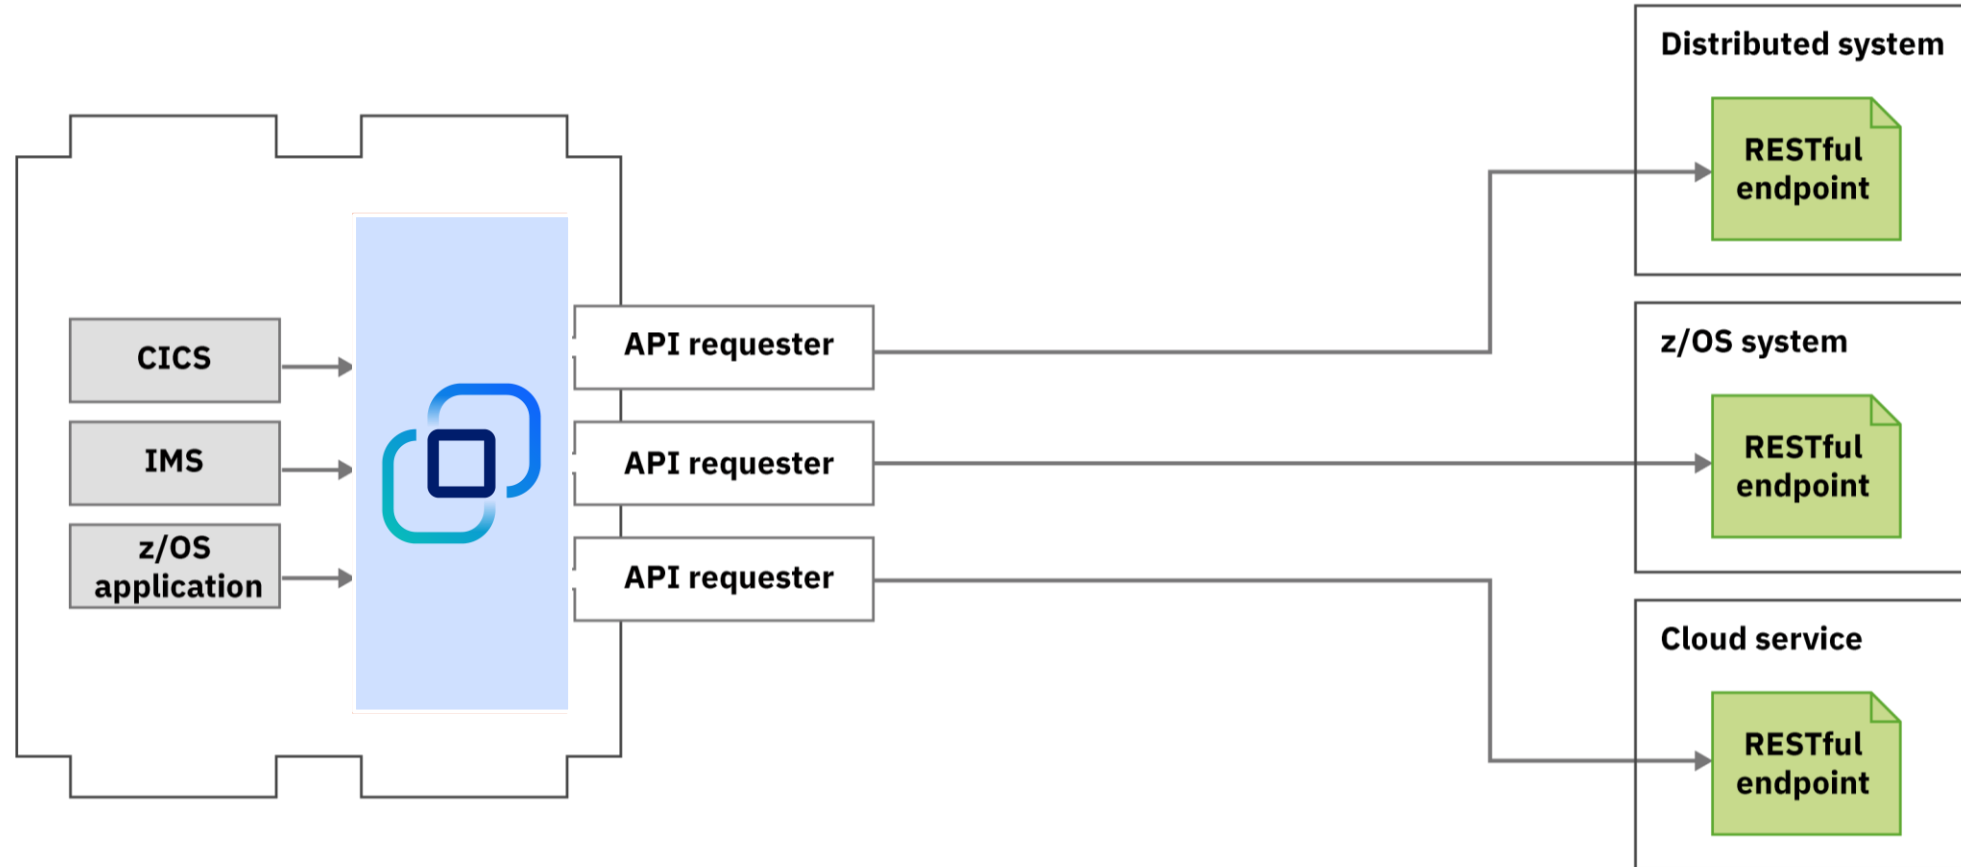 CICS
IMS
z/OS
application
API requester
API requester
API requester
Distributed system
RESTful
endpoint
z/OS system
RESTful
endpoint
Cloud service
RESTful
endpoint